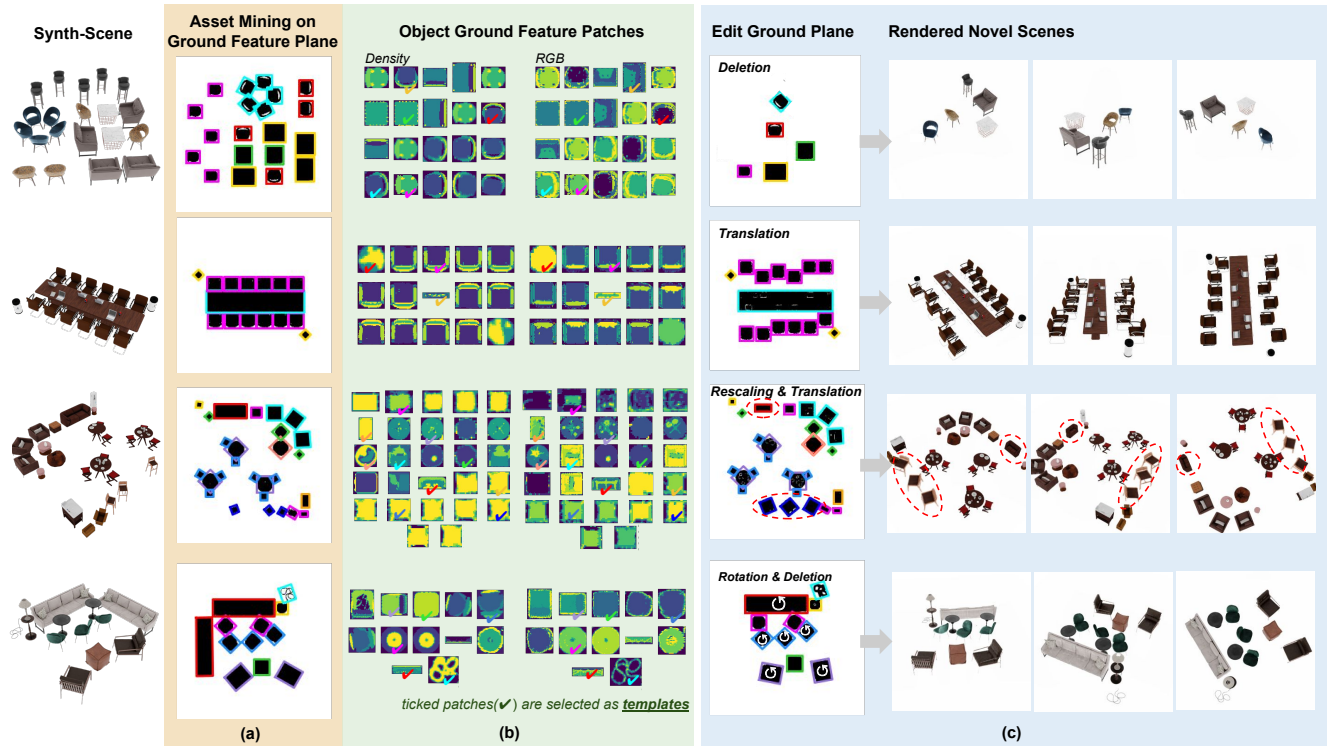 Synth-Scene
Asset Mining on
Ground Feature Plane
Object Ground Feature Patches
Edit Ground Plane
Rendered Novel Scenes
Density
RGB
Deletion
Translation
Rescaling & Translation
Rotation & Deletion
ticked patches(✔) are selected as templates
(a)
(b)
(c)